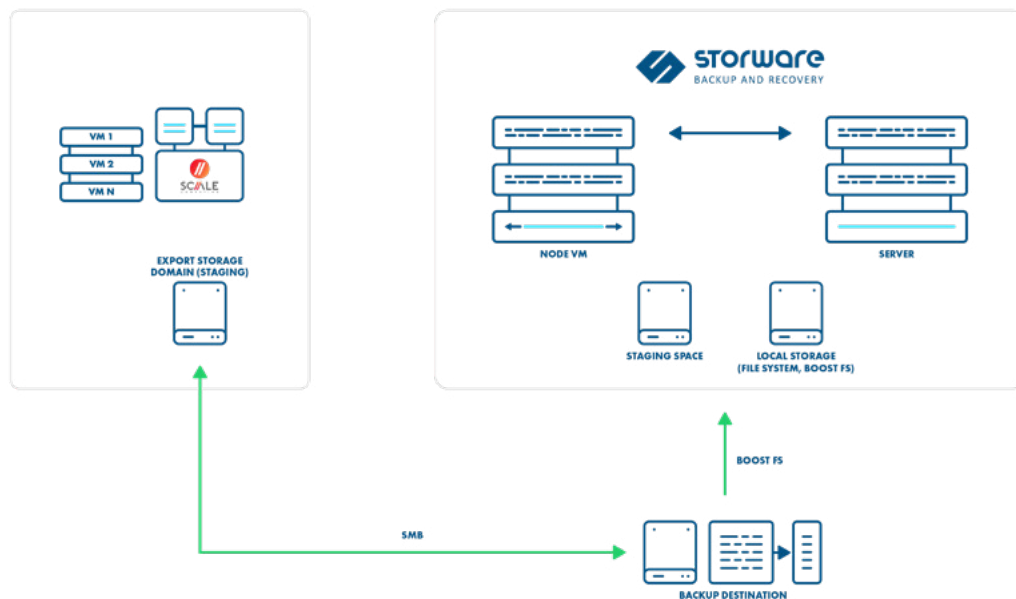 STORWARE
BACKUP AND RECOVERY
VM 1
VM 2
VM N
SCALE
NODE VM
SERVER
EXPORT STORAGE
DOMAIN (STAGING)
STAGING SPACE
LOCAL STORAGE
(FILE SYSTEM, BOOST FS)
BOOST FS
SMB
BACKUP DESTINATION